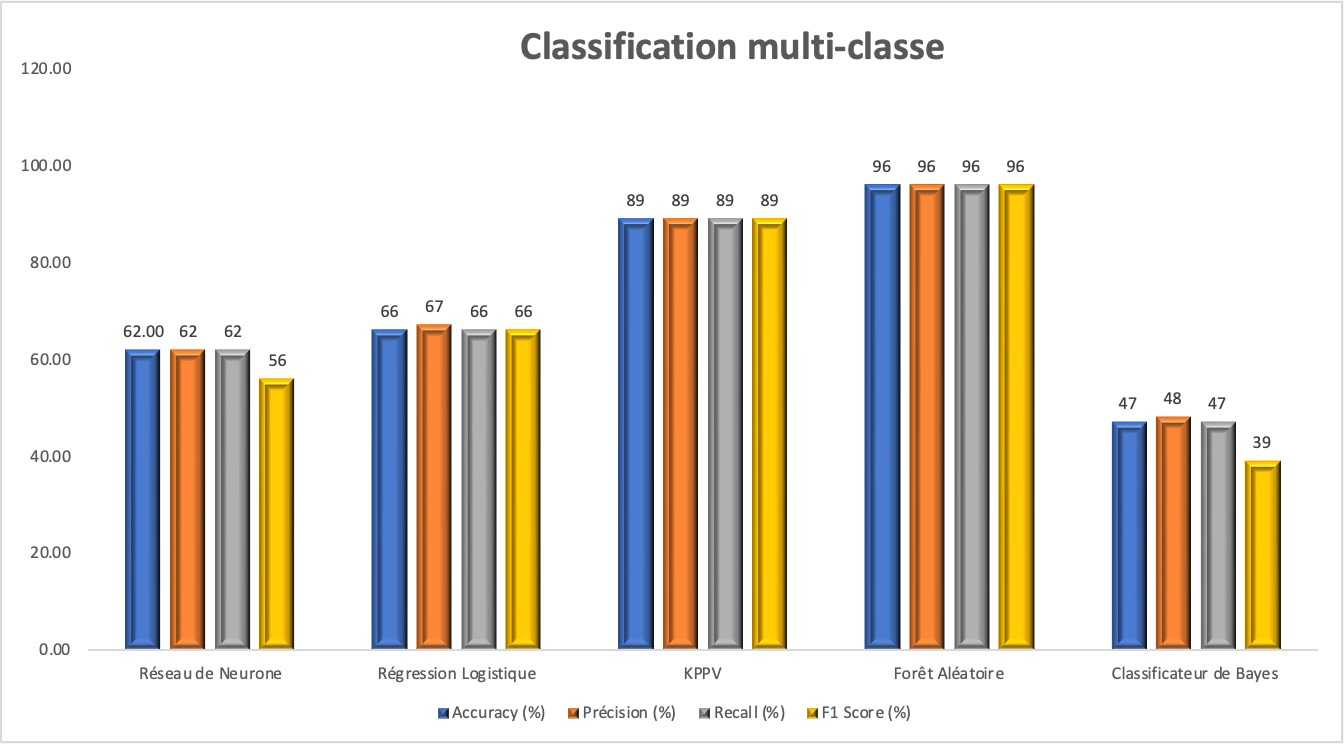 Classification multi-classe
120.00
100.00
80.00
60.00
40.00
20.00
0.00
62.00 62 62 56
66 67 66 66
89 89 89 89
96 96 96 96
47 48 47 39
Réseau de Neurone Régression Logistique KPPV Forêt Aléatoire Classificateur de Bayes
Accuracy (%) Précision (%) Recall (%) F1 Score (%)